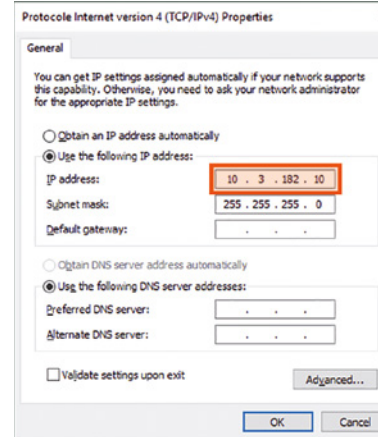 Protocole Internet version 4 (TCP/IPv4) Properties
General
You can get IP settings assigned automatically if your network supports
this capability. Otherwise, you need to ask your network administrator
for the appropriate IP settings.
Obtain an IP address automatically
Use the following IP address:
IP address: 10 . 3 . 182 . 10
Subnet mask: 255 . 255 . 255 . 0
Default gateway: . . .
Obtain DNS server address automatically
Use the following DNS server addresses:
Preferred DNS server: . . .
Alternate DNS server: . . .
Validate settings upon exit
Advanced...
OK Cancel